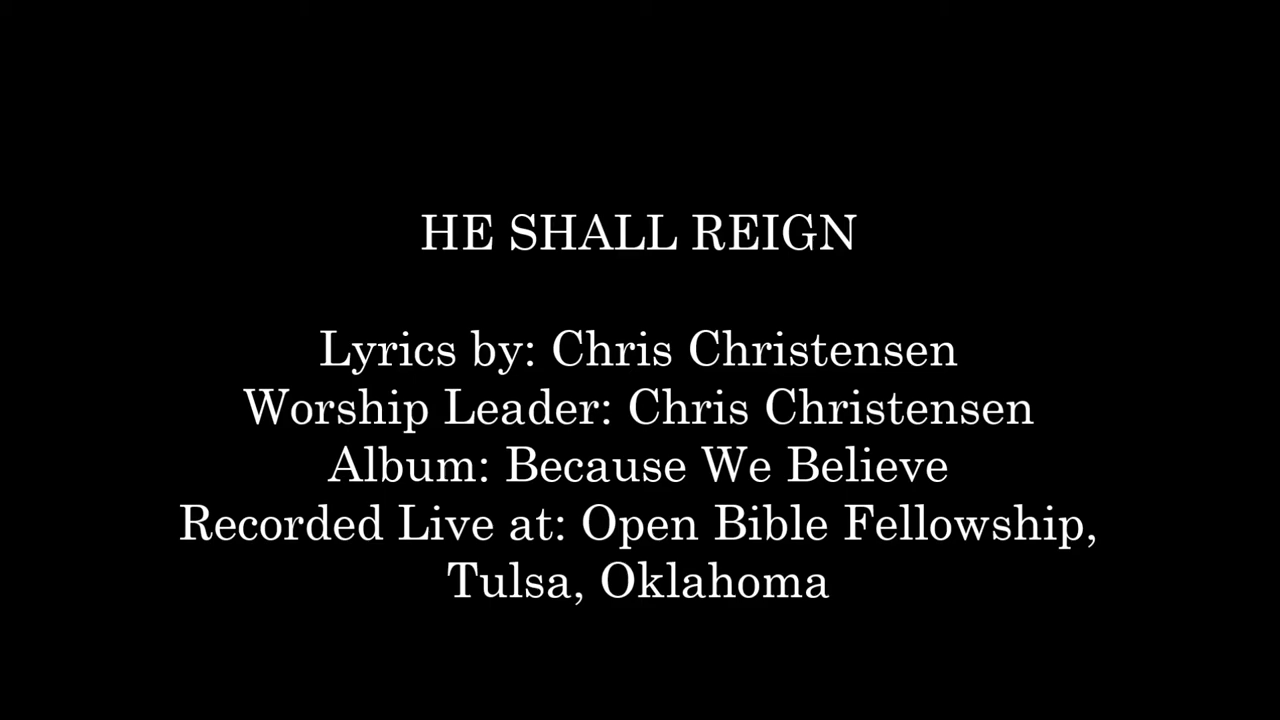 HE SHALL REIGN
Lyrics by: Chris Christensen
Worship Leader: Chris Christensen
Album: Because We Believe
Recorded Live at: Open Bible Fellowship,
Tulsa, Oklahoma